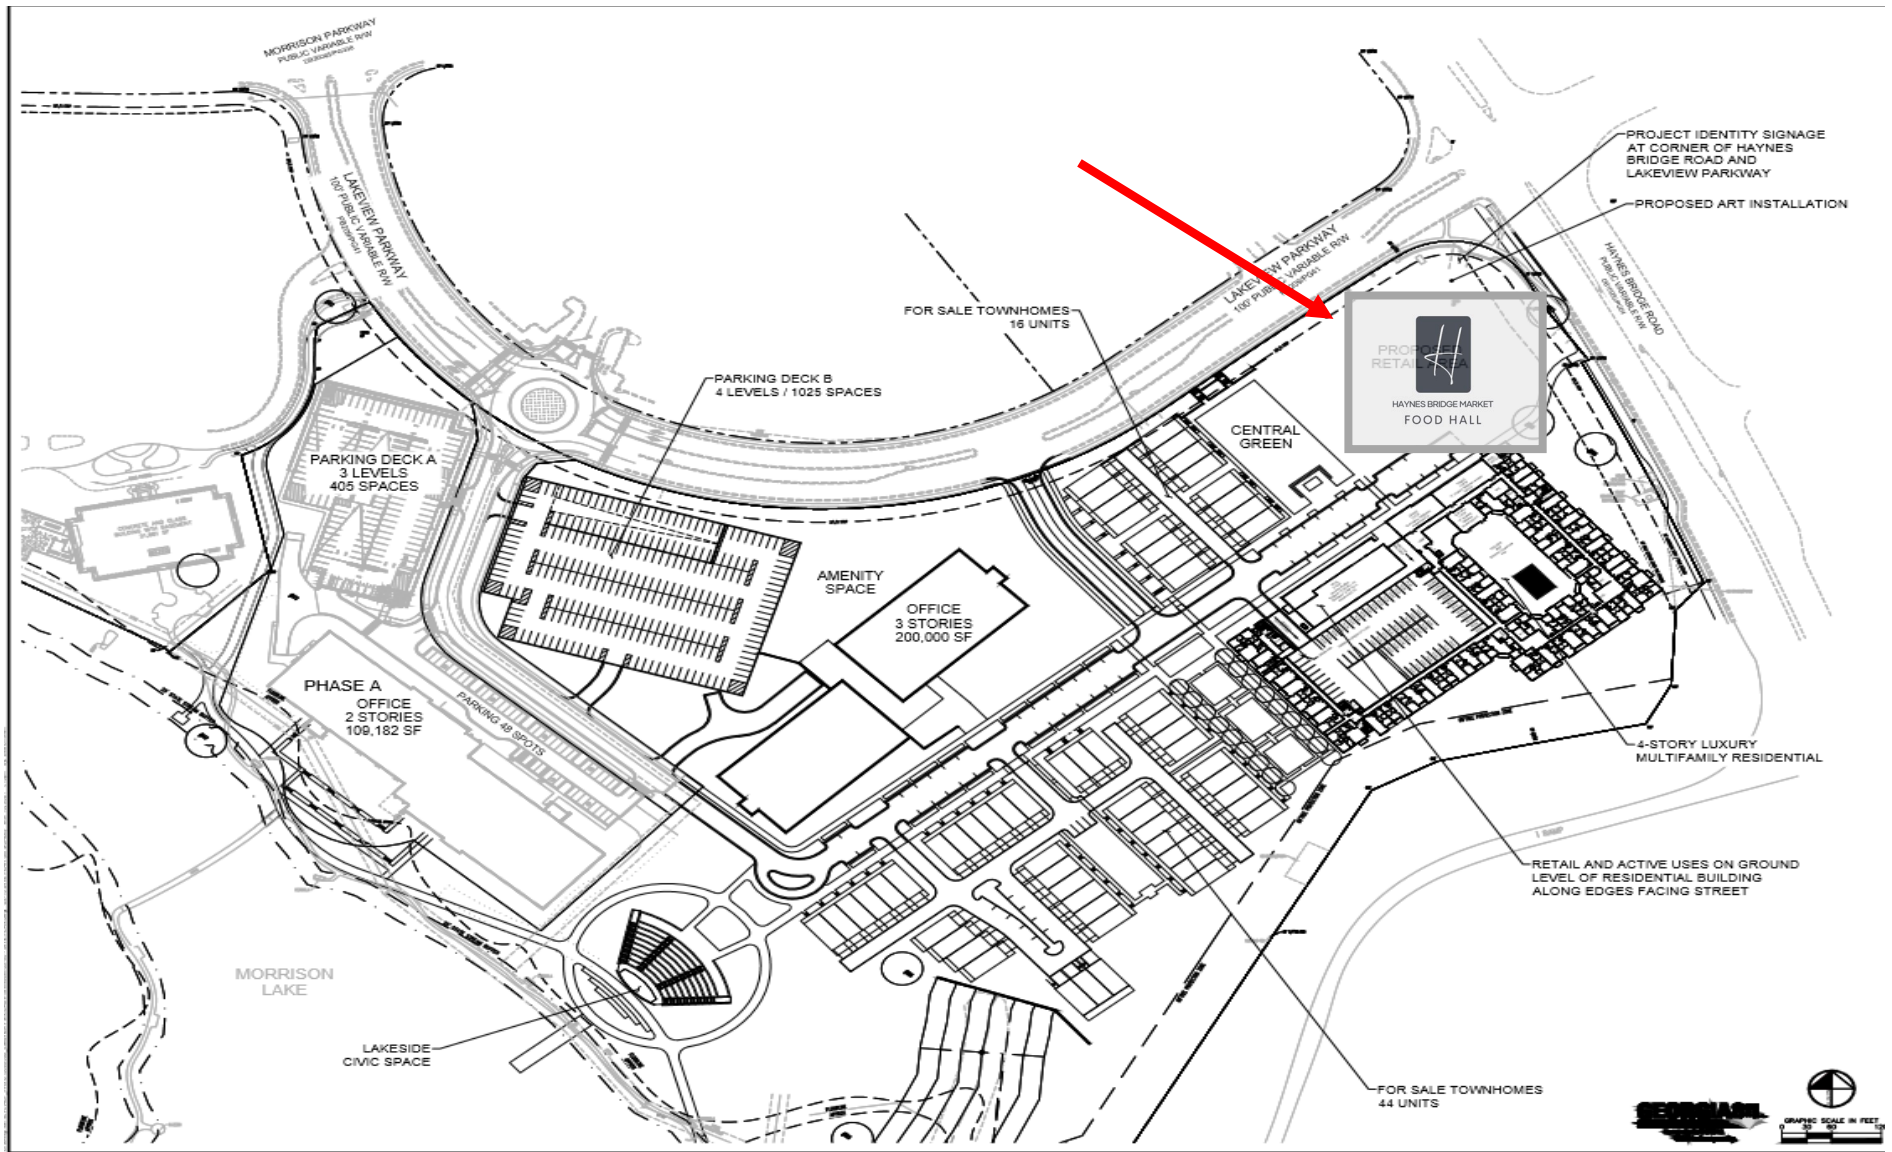 MORRISON PARKWAY
PUBLIC VARIABLE R/W
LAKEVIEW PARKWAY
100' PUBLIC VARIABLE R/W
PROJECT IDENTITY SIGNAGE
AT CORNER OF HAYNES
BRIDGE ROAD AND
LAKEVIEW PARKWAY
PROPOSED ART INSTALLATION
HAYNES BRIDGE ROAD
PUBLIC VARIABLE R/W
LAKEVIEW PARKWAY
100' PUBLIC VARIABLE R/W
FOR SALE TOWNHOMES
16 UNITS
PROPOSED
RETAIL AREA
HAYNES BRIDGE MARKET
FOOD HALL
PARKING DECK B
4 LEVELS / 1025 SPACES
CENTRAL
GREEN
PARKING DECK A
3 LEVELS
405 SPACES
AMENITY
SPACE
OFFICE
3 STORIES
200,000 SF
PHASE A
OFFICE
2 STORIES
109,182 SF
PARKING 48 SPOTS
4-STORY LUXURY
MULTIFAMILY RESIDENTIAL
RETAIL AND ACTIVE USES ON GROUND
LEVEL OF RESIDENTIAL BUILDING
ALONG EDGES FACING STREET
MORRISON
LAKE
LAKESIDE
CIVIC SPACE
FOR SALE TOWNHOMES
44 UNITS
GRAPHIC SCALE IN FEET